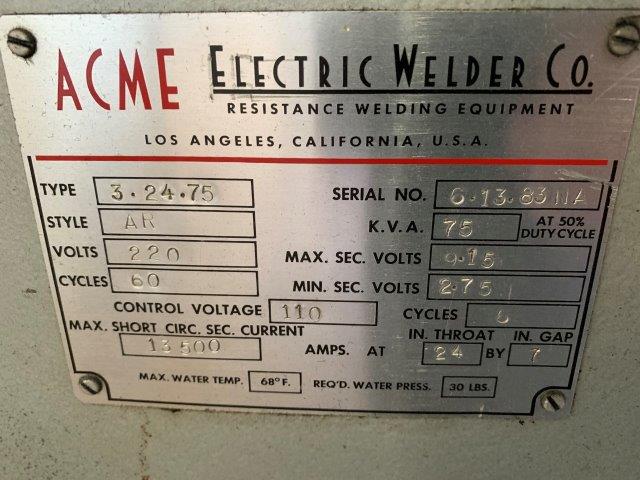 ACME ELECTRIC WELDER CO.
RESISTANCE WELDING EQUIPMENT
LOS ANGELES, CALIFORNIA, U.S.A.
TYPE 3·24·75 SERIAL NO. 6·13·83 NA
STYLE AR K.V.A. 75 AT 50% DUTY CYCLE
VOLTS 220 MAX. SEC. VOLTS 9·15
CYCLES 60 MIN. SEC. VOLTS 2·75
CONTROL VOLTAGE 110 CYCLES
MAX. SHORT CIRC. SEC. CURRENT IN. THROAT IN. GAP
13500 AMPS. AT 24 BY 7
MAX. WATER TEMP. 68°F. REQ'D. WATER PRESS. 30 LBS.